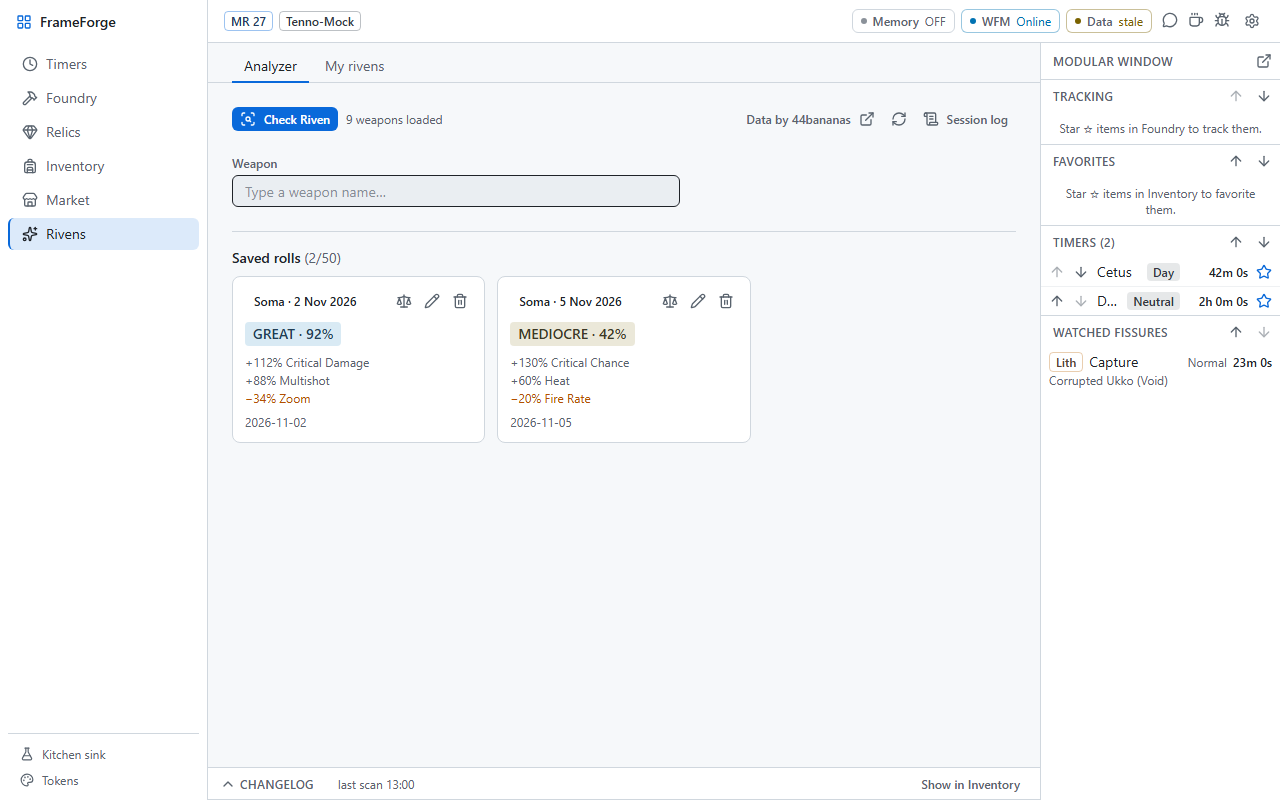 FrameForge
MR 27
Tenno-Mock
Memory OFF
WFM Online
Data stale
Timers
Foundry
Relics
Inventory
Market
Rivens
Kitchen sink
Tokens
Analyzer
My rivens
Check Riven
9 weapons loaded
Data by 44bananas
Session log
Weapon
Type a weapon name...
Saved rolls (2/50)
Soma · 2 Nov 2026
GREAT · 92%
+112% Critical Damage
+88% Multishot
−34% Zoom
2026-11-02
Soma · 5 Nov 2026
MEDIOCRE · 42%
+130% Critical Chance
+60% Heat
−20% Fire Rate
2026-11-05
CHANGELOG
last scan 13:00
Show in Inventory
MODULAR WINDOW
TRACKING
Star ☆ items in Foundry to track them.
FAVORITES
Star ☆ items in Inventory to favorite
them.
TIMERS (2)
Cetus Day 42m 0s
D... Neutral 2h 0m 0s
WATCHED FISSURES
Lith Capture Normal 23m 0s
Corrupted Ukko (Void)